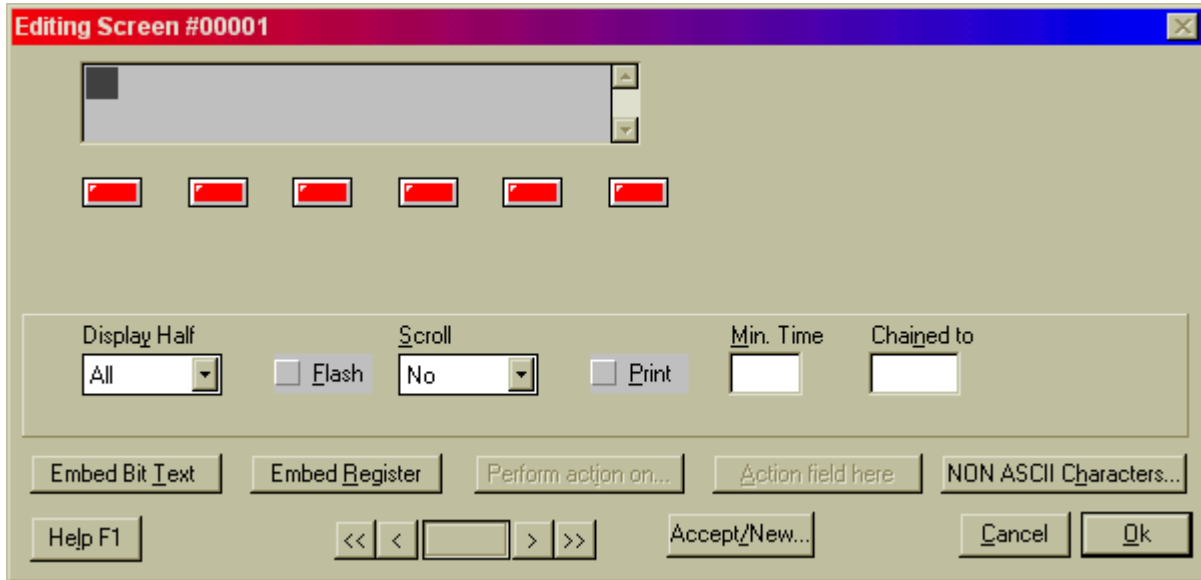 Editing Screen #00001
Display Half
Scroll
Min. Time
Chained to
All
Flash
No
Print
Embed Bit Text
Embed Register
Perform action on...
Action field here
NON ASCII Characters...
Help F1
<<
<
>
>>
Accept/New...
Cancel
Ok